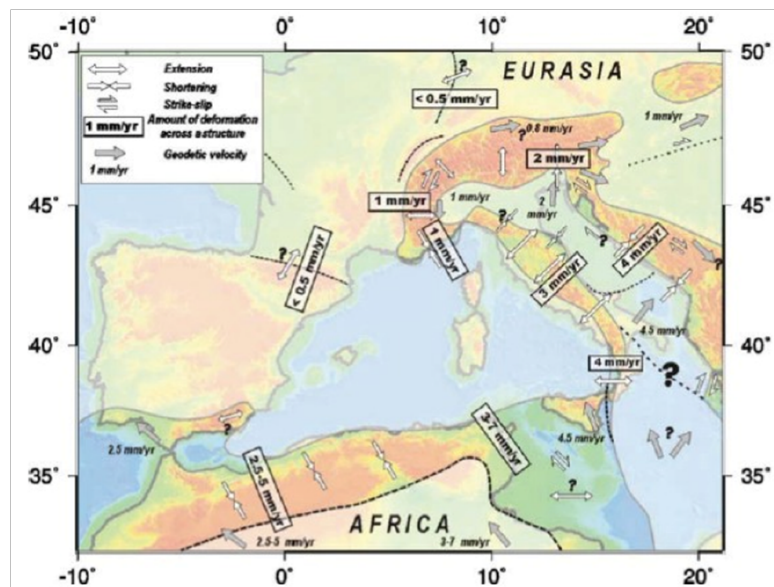 -10˚ 0˚ 10˚ 20˚
50˚ 50˚
Extension
Shortening
Strike-slip
1 mm/yr Amount of deformation
across a structure
Geodetic velocity
1 mm/yr
EURASIA
?
< 0.5 mm/yr
? 0.8 mm/yr
1 mm/yr
2 mm/yr
45˚ 45˚
1 mm/yr
1 mm/yr
2
mm/yr
1 mm/yr
?
?
4 mm/yr
?
?
< 0.5 mm/yr
3 mm/yr
4.5 mm/yr
40˚ 40˚
4 mm/yr
?
?
?
?
2.5 mm/yr
3-7 mm/yr
4.5 mm/yr
35˚ 35˚
2.5-5 mm/yr
?
AFRICA
2.5-5 mm/yr
3-7 mm/yr
-10˚ 0˚ 10˚ 20˚